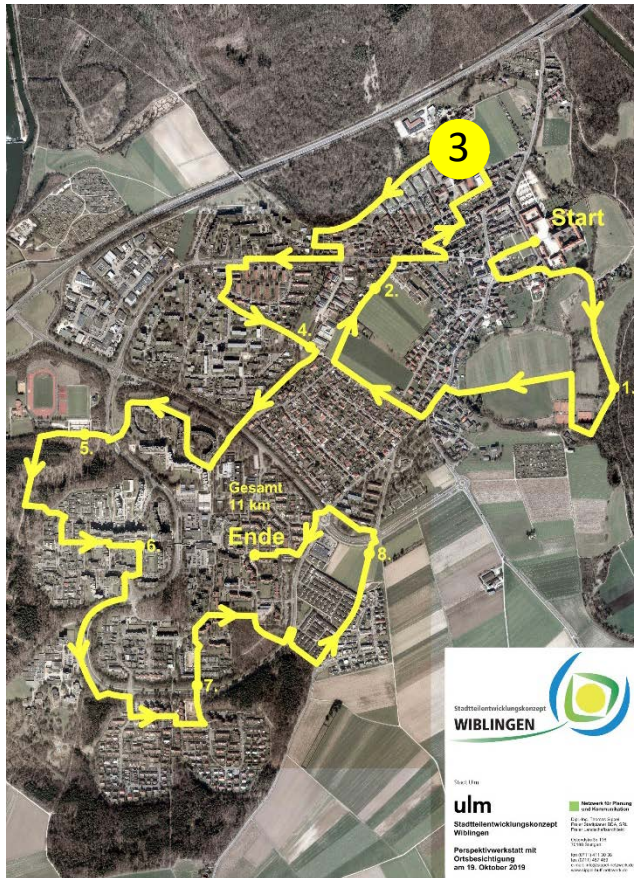 3
Start
2.
4.
1.
5.
Gesamt
11 km
Ende
6.
8.
7.
Stadtteilentwicklungskonzept
WIBLINGEN
Stadt Ulm
ulm
Stadtteilentwicklungskonzept
Wiblingen
Perspektivwerkstatt mit
Ortsbesichtigung
am 19. Oktober 2019
Netzwerk für Planung
und Kommunikation